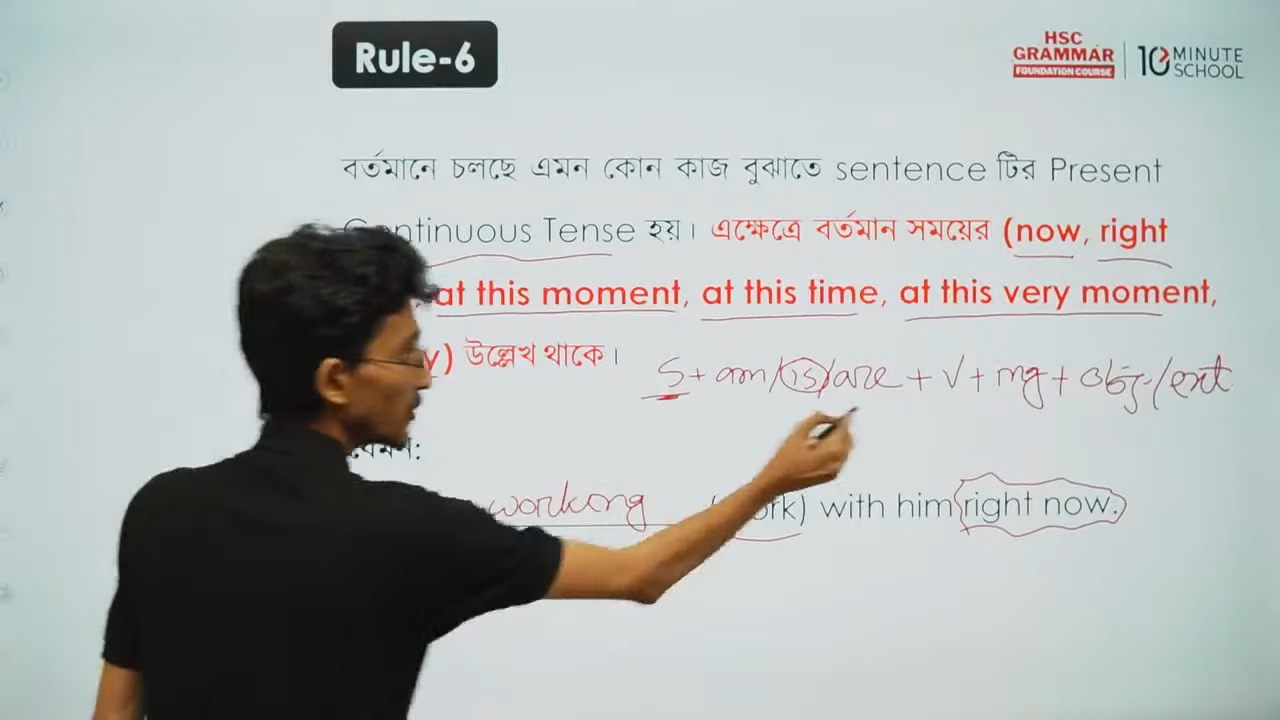 Rule-6
HSC
GRAMMAR
FOUNDATION COURSE
10 MINUTE
SCHOOL
বর্তমানে চলছে এমন কোন কাজ বুঝাতে sentence টির Present
Continuous Tense হয়। এক্ষেত্রে বর্তমান সময়ের (now, right
at this moment, at this time, at this very moment,
উল্লেখ থাকে।
S + am/is/are + V + ing + obj/ext
যেমন:
working (work) with him right now.